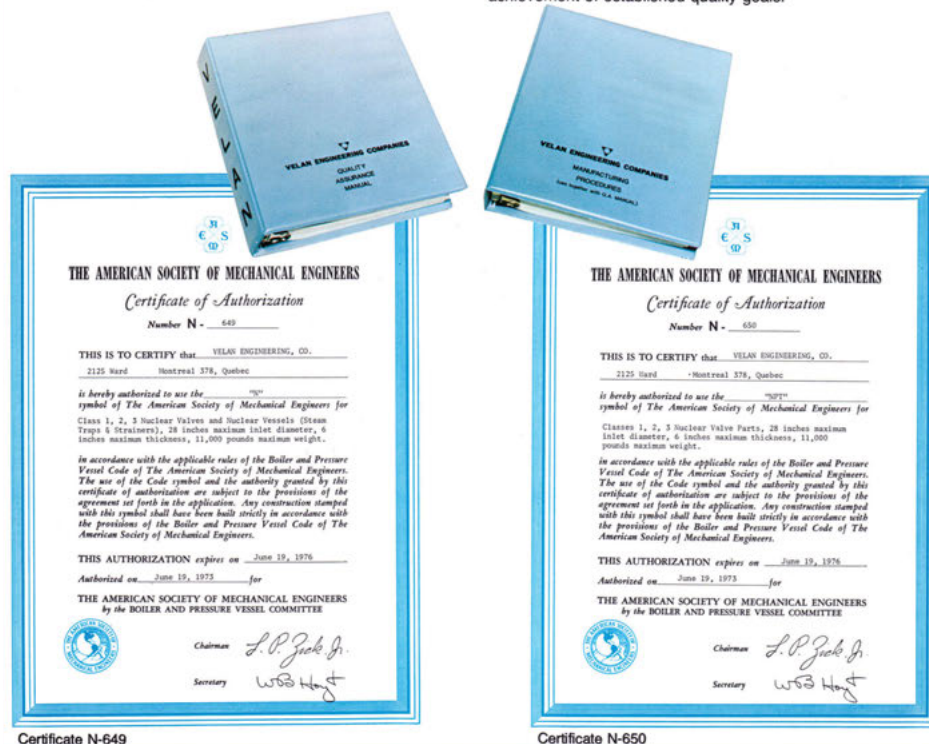 achievement of established quality goals.
VELAN
VELAN ENGINEERING COMPANIES
QUALITY
ASSURANCE
MANUAL
VELAN ENGINEERING COMPANIES
MANUFACTURING
PROCEDURES
(use together with Q.A. MANUAL)
THE AMERICAN SOCIETY OF MECHANICAL ENGINEERS
Certificate of Authorization
Number N - 649
THIS IS TO CERTIFY that VELAN ENGINEERING, CO.
2125 Ward Montreal 378, Quebec
is hereby authorized to use the "N"
symbol of The American Society of Mechanical Engineers for
Class 1, 2, 3 Nuclear Valves and Nuclear Vessels (Steam
Traps & Strainers), 28 inches maximum inlet diameter, 6
inches maximum thickness, 11,000 pounds maximum weight.
in accordance with the applicable rules of the Boiler and Pressure
Vessel Code of The American Society of Mechanical Engineers.
The use of the Code symbol and the authority granted by this
certificate of authorization are subject to the provisions of the
agreement set forth in the application. Any construction stamped
with this symbol shall have been built strictly in accordance with
the provisions of the Boiler and Pressure Vessel Code of The
American Society of Mechanical Engineers.
THIS AUTHORIZATION expires on June 19, 1976
Authorized on June 19, 1973 for
THE AMERICAN SOCIETY OF MECHANICAL ENGINEERS
by the BOILER AND PRESSURE VESSEL COMMITTEE
Chairman L. P. Zick Jr.
Secretary WB Hoyt
Certificate N-649
THE AMERICAN SOCIETY OF MECHANICAL ENGINEERS
Certificate of Authorization
Number N - 650
THIS IS TO CERTIFY that VELAN ENGINEERING, CO.
2125 Ward Montreal 378, Quebec
is hereby authorized to use the "NPT"
symbol of The American Society of Mechanical Engineers for
Classes 1, 2, 3 Nuclear Valve Parts, 28 inches maximum
inlet diameter, 6 inches maximum thickness, 11,000
pounds maximum weight.
in accordance with the applicable rules of the Boiler and Pressure
Vessel Code of The American Society of Mechanical Engineers.
The use of the Code symbol and the authority granted by this
certificate of authorization are subject to the provisions of the
agreement set forth in the application. Any construction stamped
with this symbol shall have been built strictly in accordance with
the provisions of the Boiler and Pressure Vessel Code of The
American Society of Mechanical Engineers.
THIS AUTHORIZATION expires on June 19, 1976
Authorized on June 19, 1973 for
THE AMERICAN SOCIETY OF MECHANICAL ENGINEERS
by the BOILER AND PRESSURE VESSEL COMMITTEE
Chairman L. P. Zick Jr.
Secretary WB Hoyt
Certificate N-650